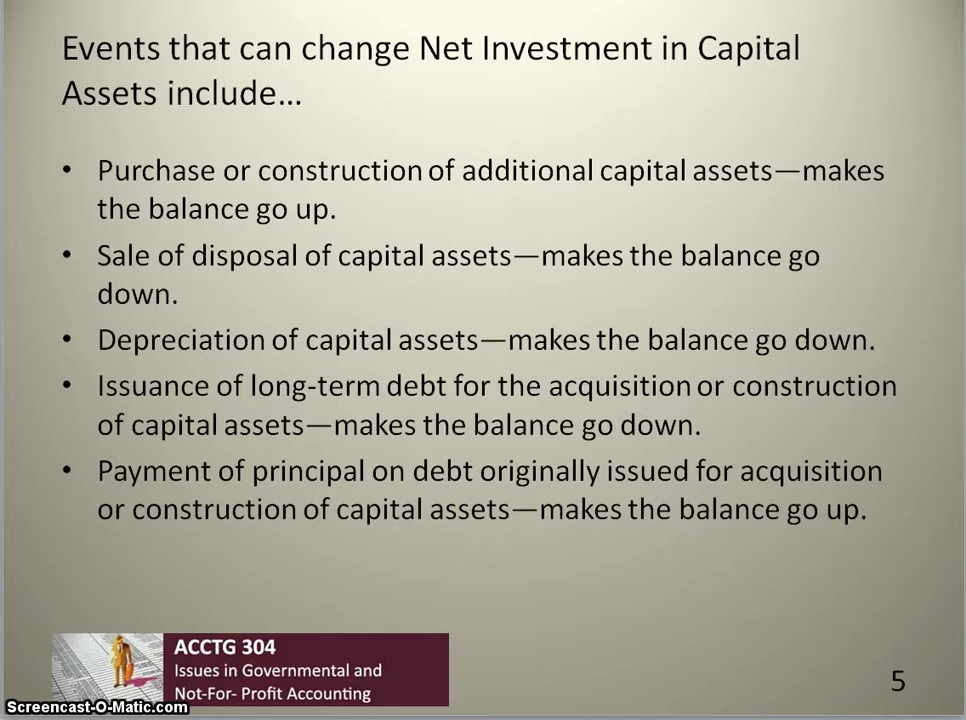 Events that can change Net Investment in Capital
Assets include...
• Purchase or construction of additional capital assets—makes
the balance go up.
• Sale of disposal of capital assets—makes the balance go
down.
• Depreciation of capital assets—makes the balance go down.
• Issuance of long-term debt for the acquisition or construction
of capital assets—makes the balance go down.
• Payment of principal on debt originally issued for acquisition
or construction of capital assets—makes the balance go up.
ACCTG 304
Issues in Governmental and
Not-For- Profit Accounting
5
Screencast-O-Matic.com